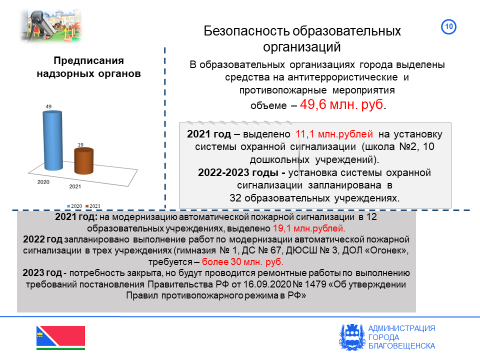 Безопасность образовательных
организаций
10
Предписания
надзорных органов
49
19
2020
2021
2020 2023
В образовательных организациях города выделены
средства на антитеррористические и
противопожарные мероприятия
объеме – 49,6 млн. руб.
2021 год – выделено 11,1 млн.рублей на установку
системы охранной сигнализации (школа №2, 10
дошкольных учреждений).
2022-2023 годы - установка системы охранной
сигнализации запланирована в
32 образовательных учреждениях.
2021 год: на модернизацию автоматической пожарной сигнализации в 12
образовательных учреждениях, выделено 19,1 млн.рублей.
2022 год запланировано выполнение работ по модернизации автоматической пожарной
сигнализации в трех учреждениях (гимназия № 1, ДС № 67, ДЮСШ № 3, ДОЛ «Огонек»,
требуется – более 30 млн. руб.
2023 год - потребность закрыта, но будут проводится ремонтные работы по выполнению
требований постановления Правительства РФ от 16.09.2020 № 1479 «Об утверждении
Правил противопожарного режима в РФ»
АДМИНИСТРАЦИЯ
ГОРОДА
БЛАГОВЕЩЕНСКА